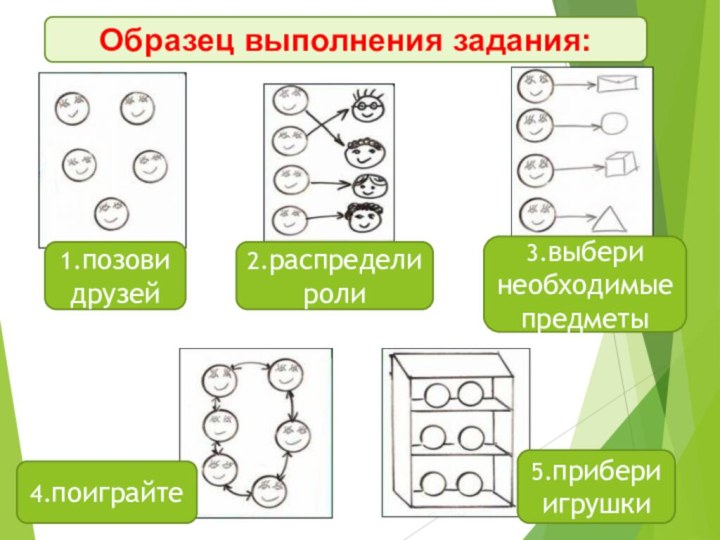 Образец выполнения задания:
1.позови
друзей
2.распредели
роли
3.выбери
необходимые
предметы
4.поиграйте
5.прибери
игрушки